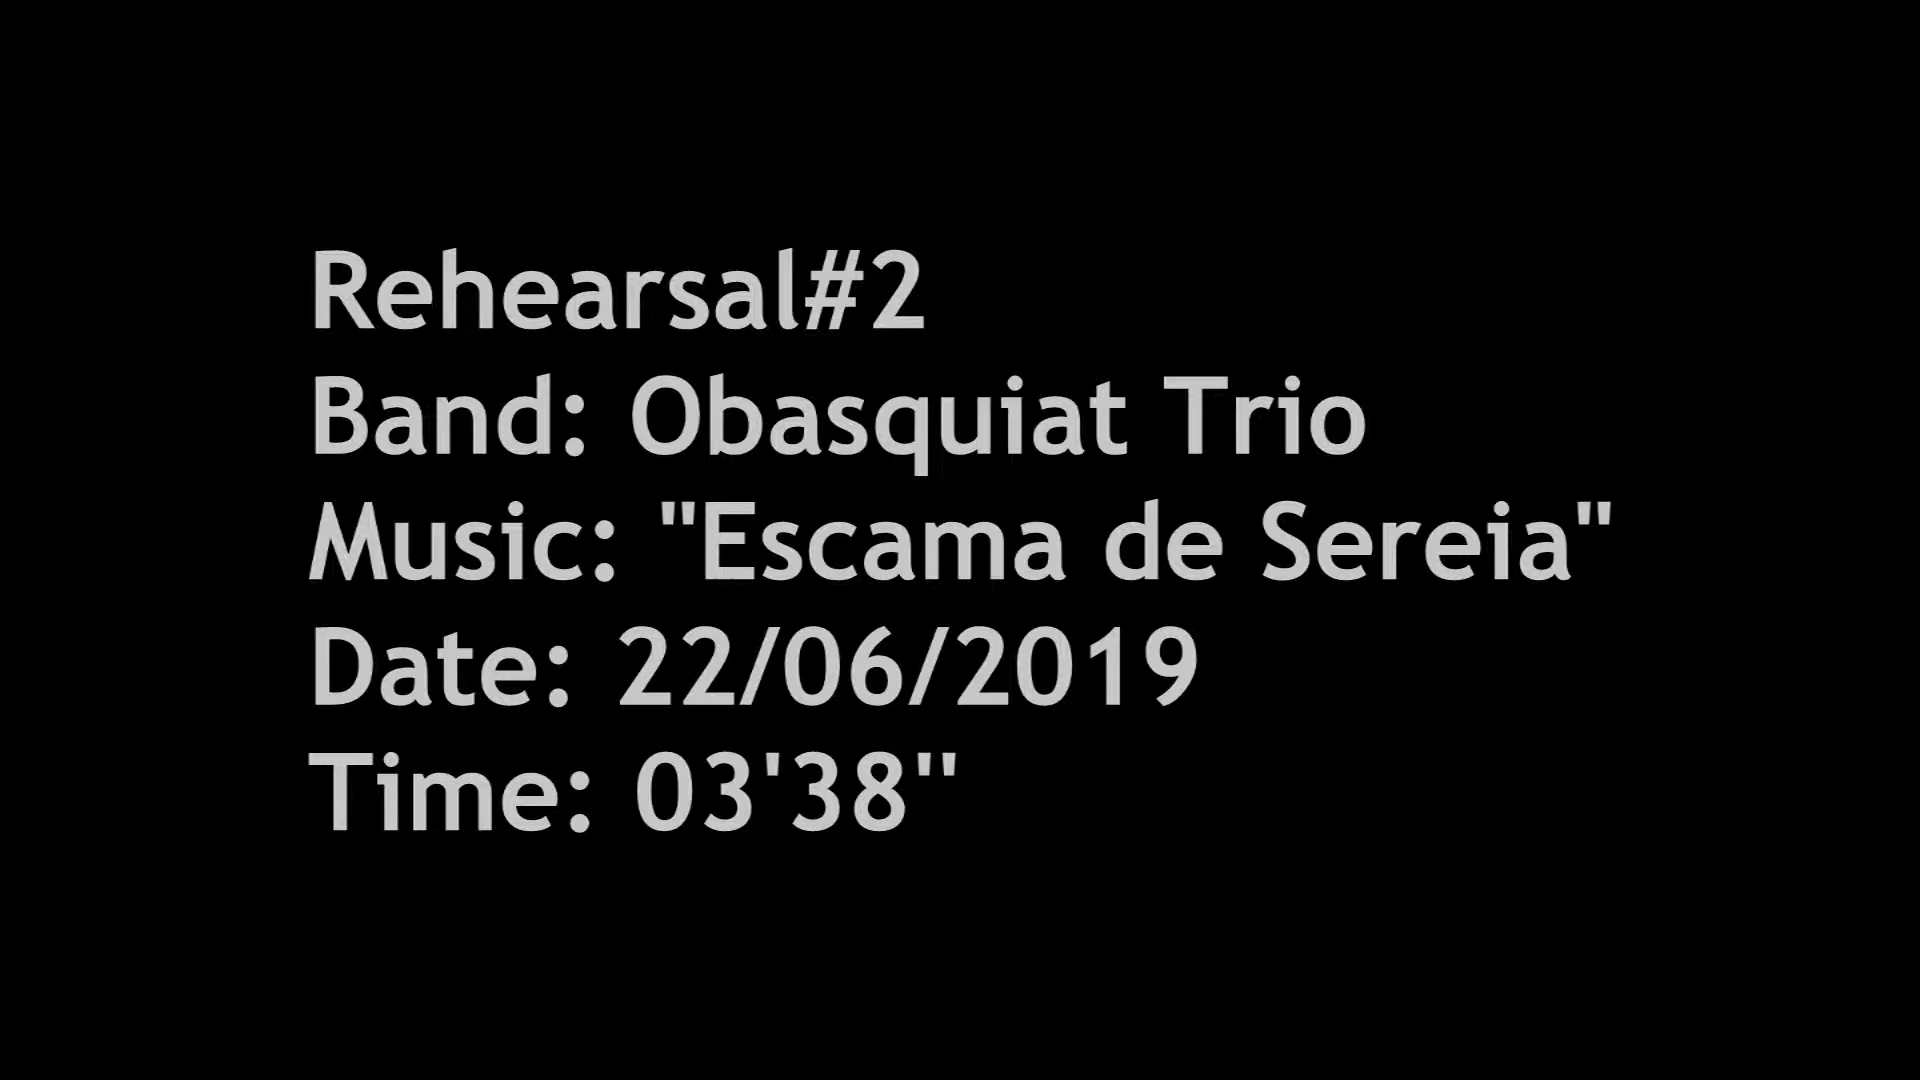 Rehearsal#2
Band: Obasquiat Trio
Music: "Escama de Sereia"
Date: 22/06/2019
Time: 03'38''